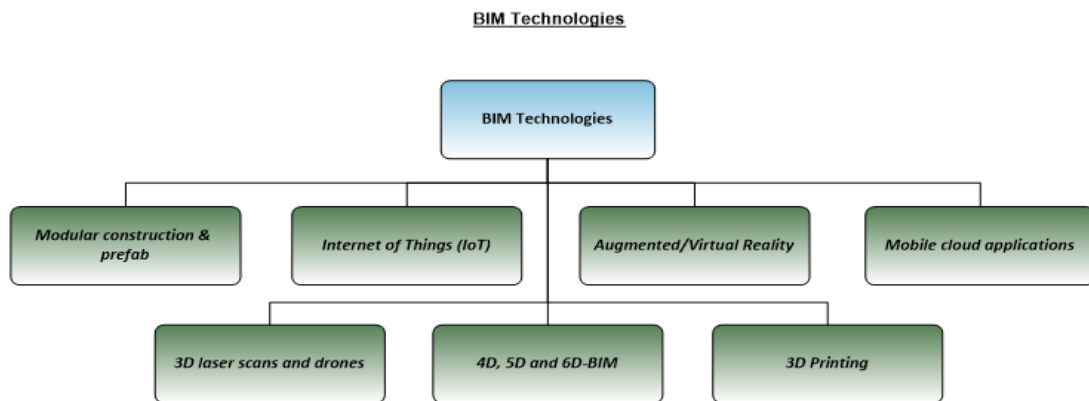 BIM Technologies
BIM Technologies
Modular construction &
prefab
Internet of Things (IoT)
Augmented/Virtual Reality
Mobile cloud applications
3D laser scans and drones
4D, 5D and 6D-BIM
3D Printing